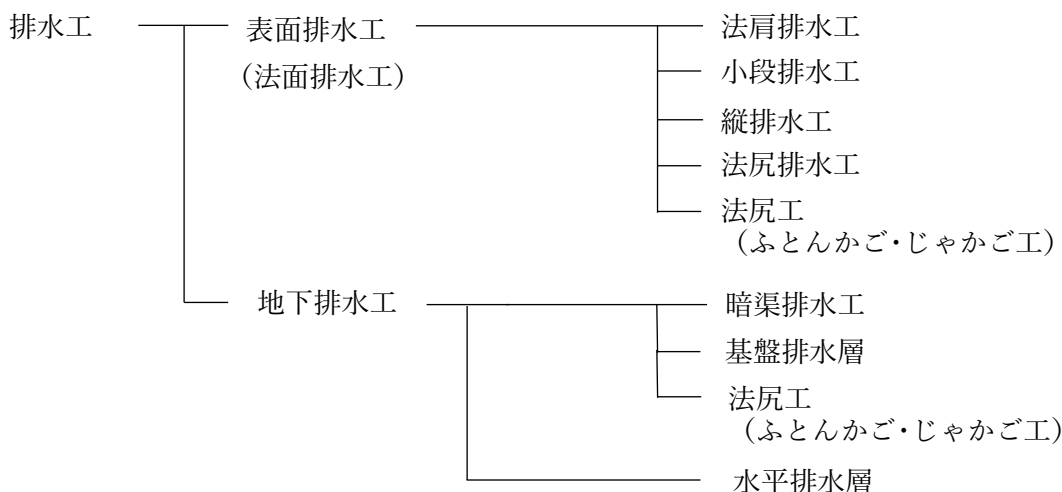 排水工
表面排水工
(法面排水工)
法肩排水工
小段排水工
縦排水工
法尻排水工
法尻工
(ふとんかご・じゃかご工)
地下排水工
暗渠排水工
基盤排水層
法尻工
(ふとんかご・じゃかご工)
水平排水層